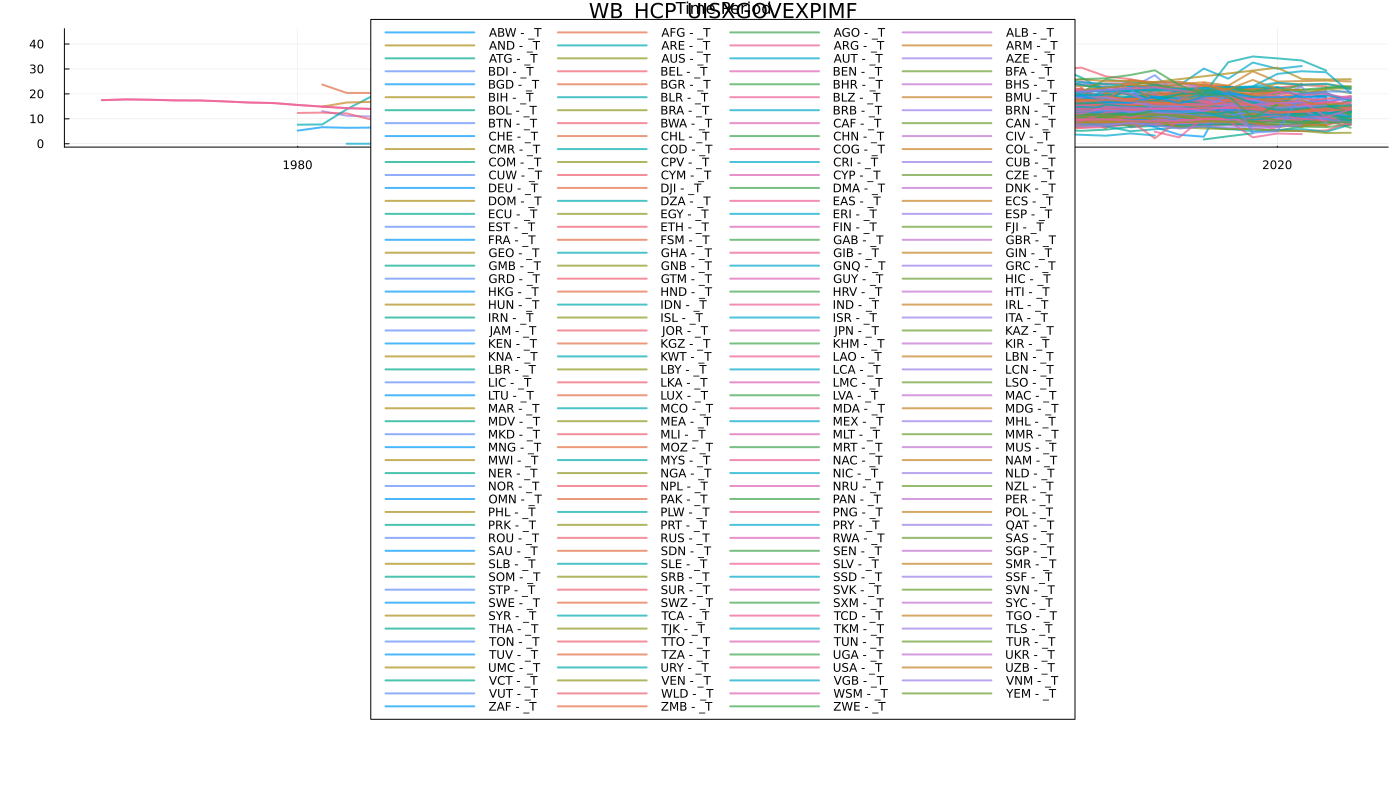 WB_HCP_UISXGOVEXPIMF
Time Period
40
30
20
10
0
1980
2020
ABW - _T AFG - _T AGO - _T ALB - _T
AND - _T ARE - _T ARG - _T ARM - _T
ATG - _T AUS - _T AUT - _T AZE - _T
BDI - _T BEL - _T BEN - _T BFA - _T
BGD - _T BGR - _T BHR - _T BHS - _T
BIH - _T BLR - _T BLZ - _T BMU - _T
BOL - _T BRA - _T BRB - _T BRN - _T
BTN - _T BWA - _T CAF - _T CAN - _T
CHE - _T CHL - _T CHN - _T CIV - _T
CMR - _T COD - _T COG - _T COL - _T
COM - _T CPV - _T CRI - _T CUB - _T
CUW - _T CYM - _T CYP - _T CZE - _T
DEU - _T DJI - _T DMA - _T DNK - _T
DOM - _T DZA - _T EAS - _T ECS - _T
ECU - _T EGY - _T ERI - _T ESP - _T
EST - _T ETH - _T FIN - _T FJI - _T
FRA - _T FSM - _T GAB - _T GBR - _T
GEO - _T GHA - _T GIB - _T GIN - _T
GMB - _T GNB - _T GNQ - _T GRC - _T
GRD - _T GTM - _T GUY - _T HIC - _T
HKG - _T HND - _T HRV - _T HTI - _T
HUN - _T IDN - _T IND - _T IRL - _T
IRN - _T ISL - _T ISR - _T ITA - _T
JAM - _T JOR - _T JPN - _T KAZ - _T
KEN - _T KGZ - _T KHM - _T KIR - _T
KNA - _T KWT - _T LAO - _T LBN - _T
LBR - _T LBY - _T LCA - _T LCN - _T
LIC - _T LKA - _T LMC - _T LSO - _T
LTU - _T LUX - _T LVA - _T MAC - _T
MAR - _T MCO - _T MDA - _T MDG - _T
MDV - _T MEA - _T MEX - _T MHL - _T
MKD - _T MLI - _T MLT - _T MMR - _T
MNG - _T MOZ - _T MRT - _T MUS - _T
MWI - _T MYS - _T NAC - _T NAM - _T
NER - _T NGA - _T NIC - _T NLD - _T
NOR - _T NPL - _T NRU - _T NZL - _T
OMN - _T PAK - _T PAN - _T PER - _T
PHL - _T PLW - _T PNG - _T POL - _T
PRK - _T PRT - _T PRY - _T QAT - _T
ROU - _T RUS - _T RWA - _T SAS - _T
SAU - _T SDN - _T SEN - _T SGP - _T
SLB - _T SLE - _T SLV - _T SMR - _T
SOM - _T SRB - _T SSD - _T SSF - _T
STP - _T SUR - _T SVK - _T SVN - _T
SWE - _T SWZ - _T SXM - _T SYC - _T
SYR - _T TCA - _T TCD - _T TGO - _T
THA - _T TJK - _T TKM - _T TLS - _T
TON - _T TTO - _T TUN - _T TUR - _T
TUV - _T TZA - _T UGA - _T UKR - _T
UMC - _T URY - _T USA - _T UZB - _T
VCT - _T VEN - _T VGB - _T VNM - _T
VUT - _T WLD - _T WSM - _T YEM - _T
ZAF - _T ZMB - _T ZWE - _T